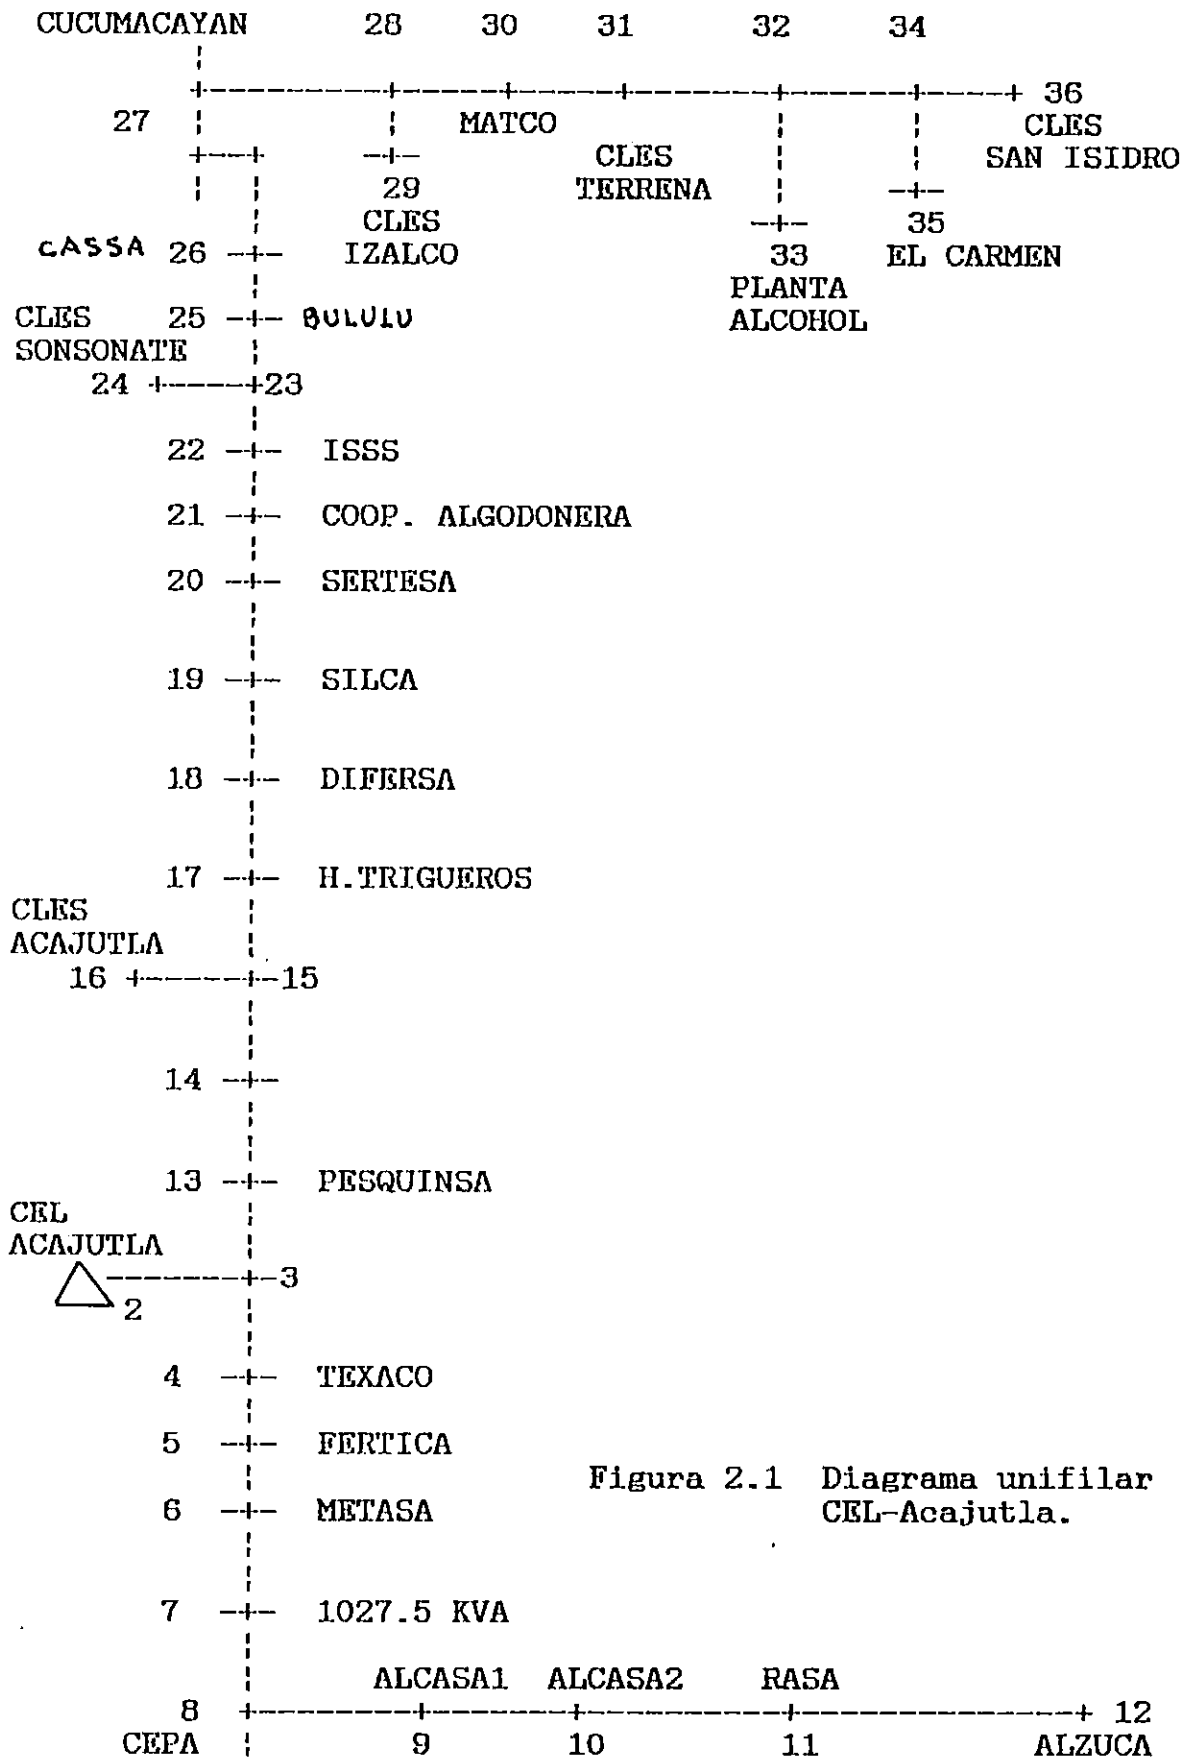 CUCUMACAYAN 28 30 31 32 34
36
27 MATCO CLES
CLES SAN ISIDRO
29 TERRENA
CLES 35
CASSA 26 IZALCO 33 EL CARMEN
PLANTA
CLES 25 BULULU ALCOHOL
SONSONATE
24 23
22 ISSS
21 COOP. ALGODONERA
20 SERTESA
19 SILCA
18 DIFERSA
17 H.TRIGUEROS
CLES
ACAJUTLA
16 15
14
13 PESQUINSA
CEL
ACAJUTLA
3
2
4 TEXACO
5 FERTICA
Figura 2.1 Diagrama unifilar
6 METASA CEL-Acajutla.
7 1027.5 KVA
ALCASA1 ALCASA2 RASA
8 12
CEPA 9 10 11 ALZUCA